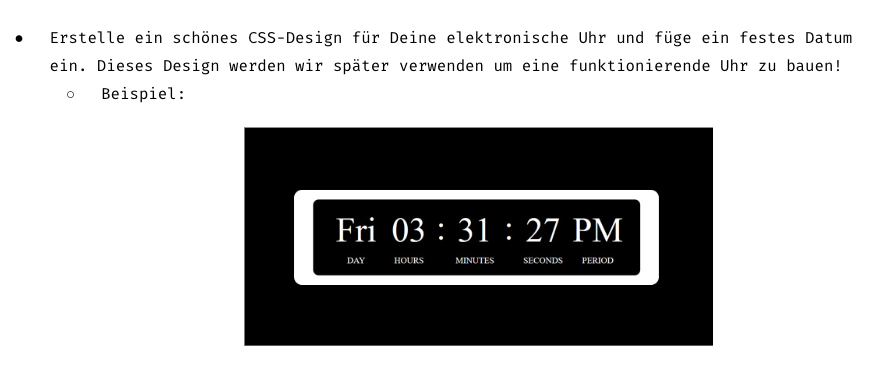 ● Erstelle ein schönes CSS-Design für Deine elektronische Uhr und füge ein festes Datum
ein. Dieses Design werden wir später verwenden um eine funktionierende Uhr zu bauen!
○ Beispiel:
Fri 03 : 31 : 27 PM
DAY HOURS MINUTES SECONDS PERIOD